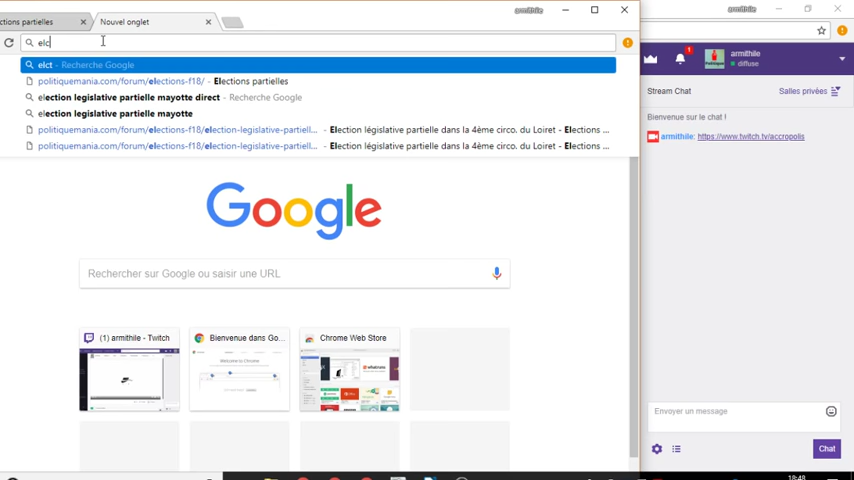 armithile
ctions partielles
Nouvel onglet
elc
elct - Recherche Google
politiquemania.com/forum/elections-f18/ - Elections partielles
election legislative partielle mayotte direct - Recherche Google
election legislative partielle mayotte
politiquemania.com/forum/elections-f18/election-legislative-partiell... - Election législative partielle dans la 4ème circo. du Loiret - Elections ...
politiquemania.com/forum/elections-f18/election-legislative-partiell... - Election législative partielle dans la 4ème circo. du Loiret - Elections ...
Google
Rechercher sur Google ou saisir une URL
(1) armithile - Twitch
Bienvenue dans Go...
Chrome Web Store
armithile
1
armithile
diffuse
Stream Chat
Salles privées
Bienvenue sur le chat !
armithile: https://www.twitch.tv/accropolis
Envoyer un message
Chat
18:48